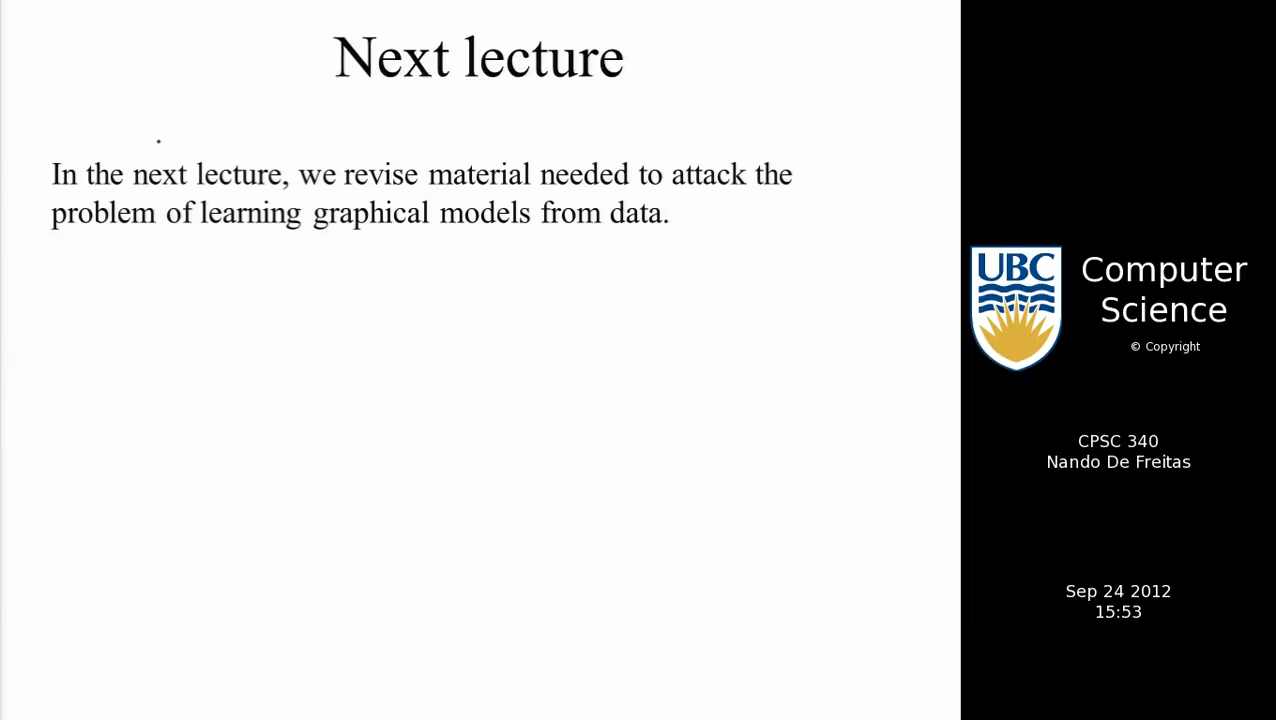 Next lecture
In the next lecture, we revise material needed to attack the
problem of learning graphical models from data.
UBC
Computer
Science
© Copyright
CPSC 340
Nando De Freitas
Sep 24 2012
15:53